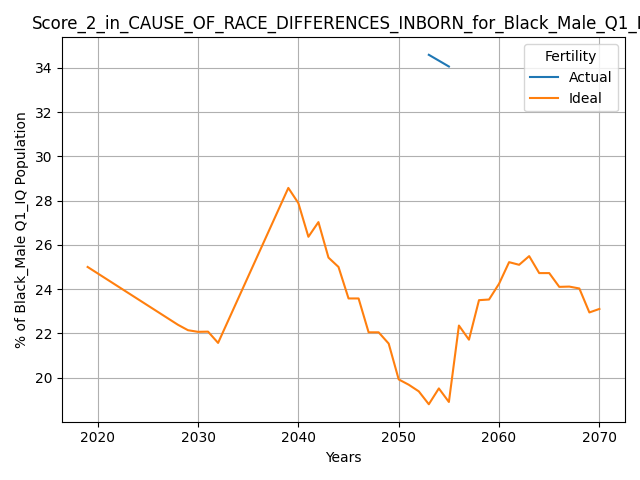 Score_2_in_CAUSE_OF_RACE_DIFFERENCES_INBORN_for_Black_Male_Q1_I
Fertility
Actual
Ideal
% of Black_Male Q1_IQ Population
34
32
30
28
26
24
22
20
2020 2030 2040 2050 2060 2070
Years